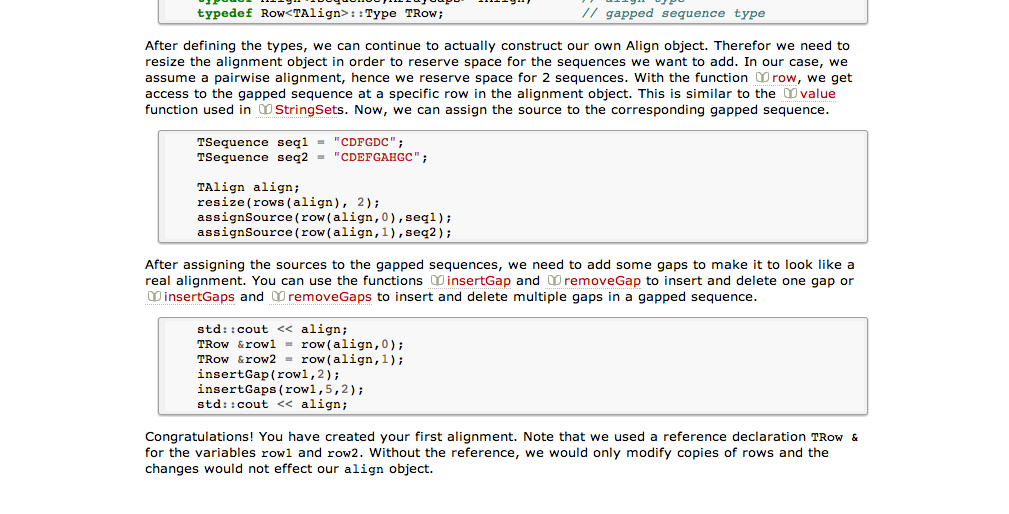 typedef Row<TAlign>::Type TRow; // gapped sequence type
After defining the types, we can continue to actually construct our own Align object. Therefor we need to
resize the alignment object in order to reserve space for the sequences we want to add. In our case, we
assume a pairwise alignment, hence we reserve space for 2 sequences. With the function row, we get
access to the gapped sequence at a specific row in the alignment object. This is similar to the value
function used in StringSets. Now, we can assign the source to the corresponding gapped sequence.
TSequence seq1 = "CDFGDC";
TSequence seq2 = "CDEFGAHGC";
TAlign align;
resize(rows(align), 2);
assignSource(row(align,0),seq1);
assignSource(row(align,1),seq2);
After assigning the sources to the gapped sequences, we need to add some gaps to make it to look like a
real alignment. You can use the functions insertGap and removeGap to insert and delete one gap or
insertGaps and removeGaps to insert and delete multiple gaps in a gapped sequence.
std::cout << align;
TRow &row1 = row(align,0);
TRow &row2 = row(align,1);
insertGap(row1,2);
insertGaps(row1,5,2);
std::cout << align;
Congratulations! You have created your first alignment. Note that we used a reference declaration TRow &
for the variables row1 and row2. Without the reference, we would only modify copies of rows and the
changes would not effect our align object.